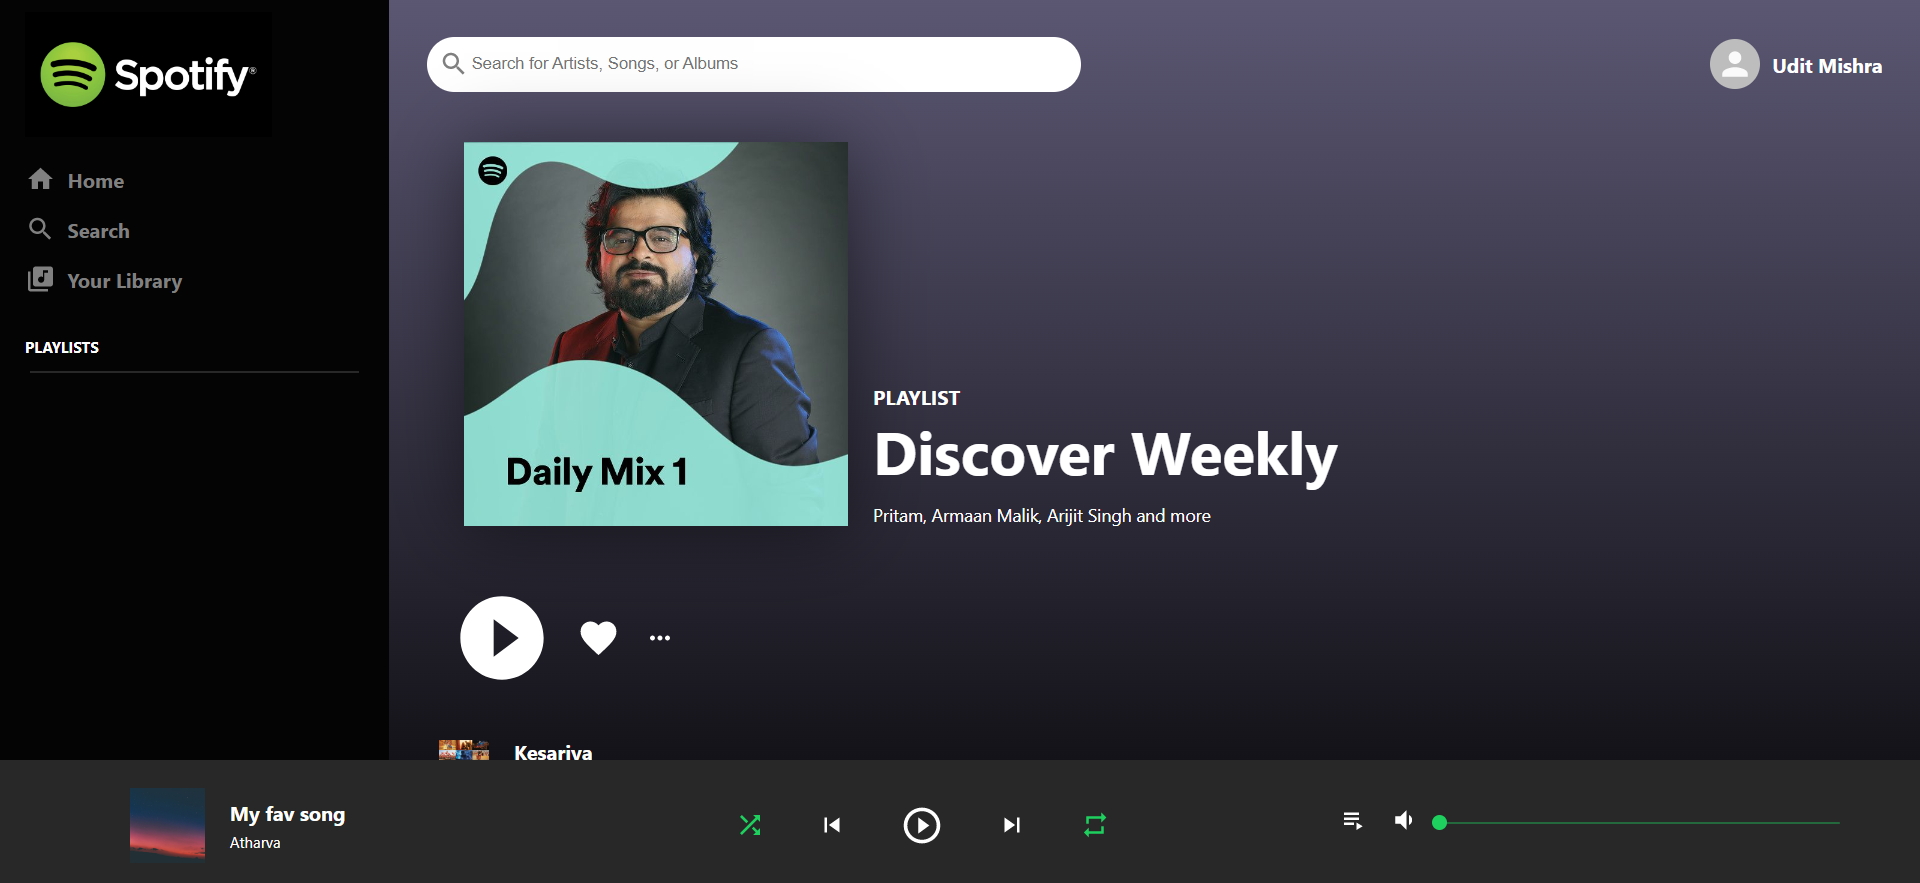 Spotify®
Home
Search
Your Library
PLAYLISTS
Search for Artists, Songs, or Albums
Udit Mishra
Daily Mix 1
PLAYLIST
Discover Weekly
Pritam, Armaan Malik, Arijit Singh and more
Kesariya
My fav song
Atharva